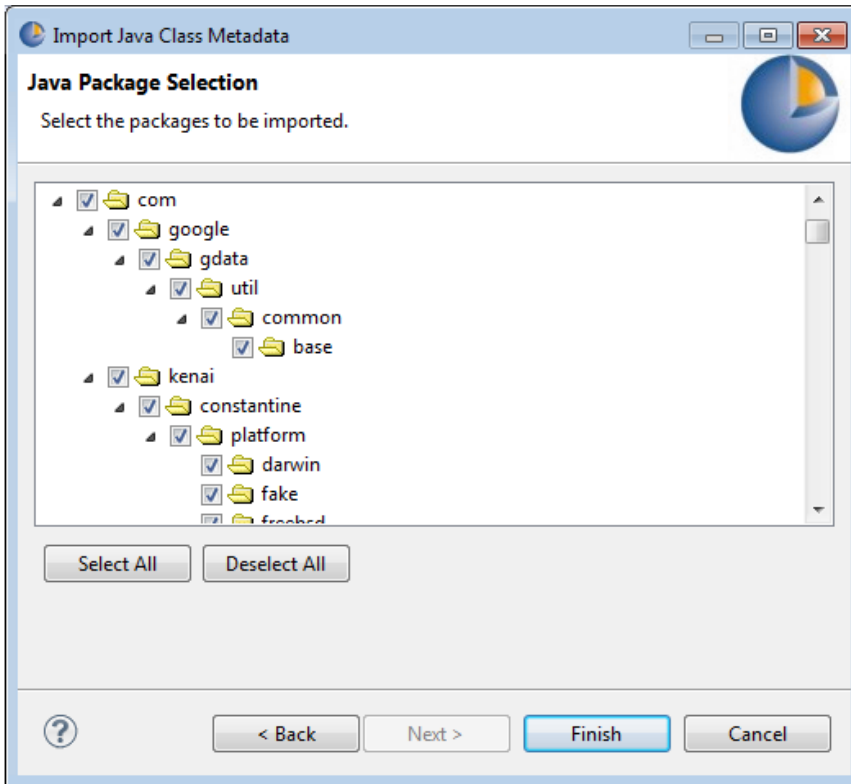 Import Java Class Metadata
Java Package Selection
Select the packages to be imported.
com
google
gdata
util
common
base
kenai
constantine
platform
darwin
fake
freebsd
Select All Deselect All
? < Back Next > Finish Cancel